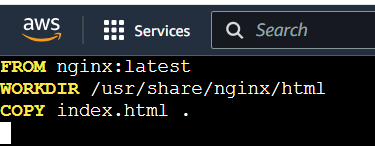 aws
Services
Search
FROM nginx:latest
WORKDIR /usr/share/nginx/html
COPY index.html .